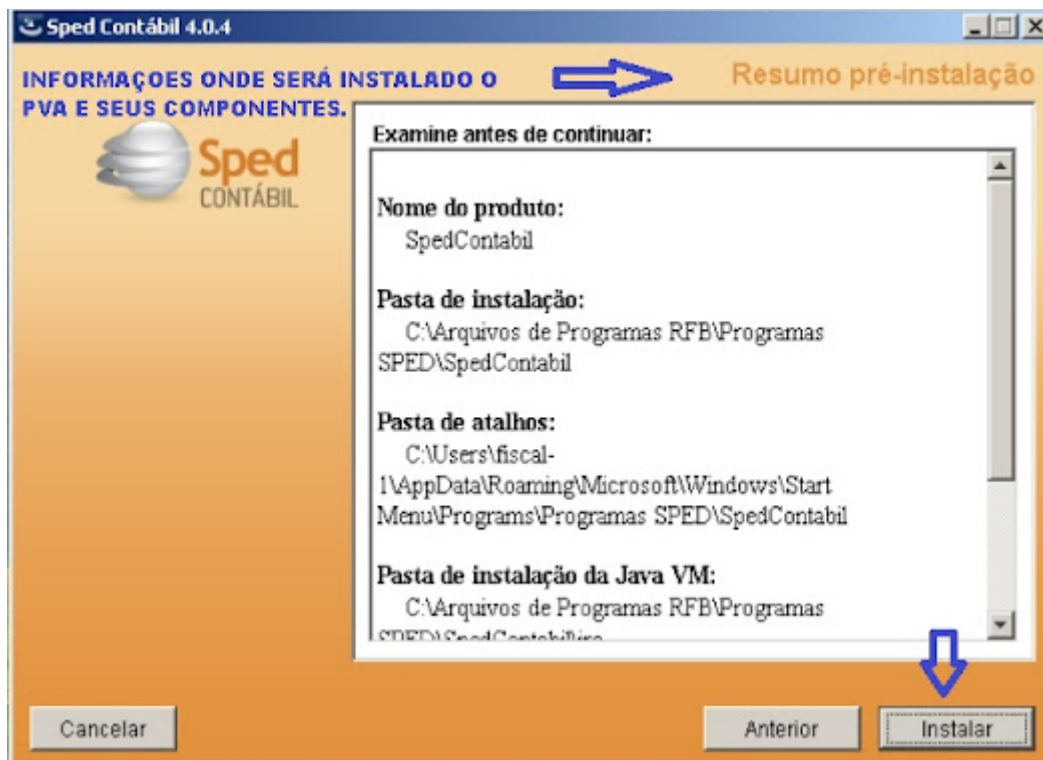 Sped Contábil 4.0.4
INFORMAÇOES ONDE SERÁ INSTALADO O
PVA E SEUS COMPONENTES.
Resumo pré-instalação
Sped
CONTÁBIL
Examine antes de continuar:
Nome do produto:
SpedContabil
Pasta de instalação:
C:\Arquivos de Programas RFB\Programas
SPED\SpedContabil
Pasta de atalhos:
C:\Users\fiscal-
1\AppData\Roaming\Microsoft\Windows\Start
Menu\Programs\Programas SPED\SpedContabil
Pasta de instalação da Java VM:
C:\Arquivos de Programas RFB\Programas
SPED\SpedContabil\jre
Cancelar
Anterior
Instalar